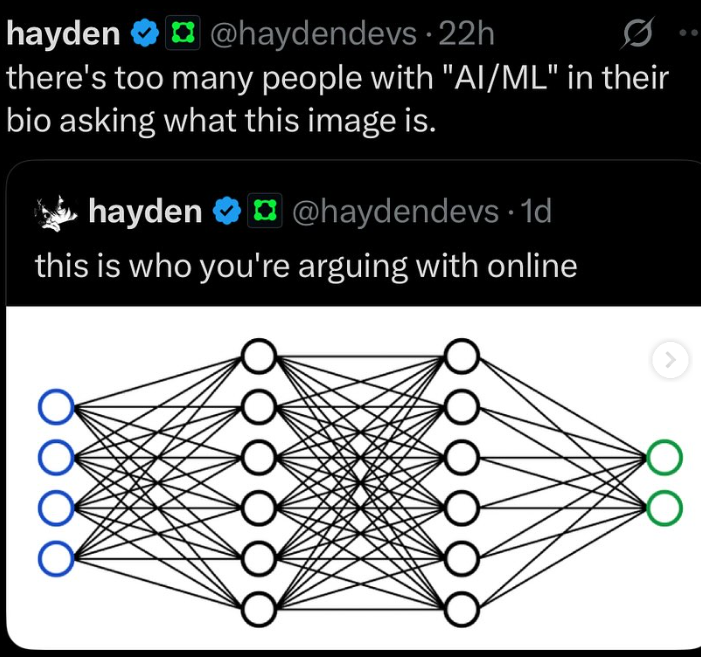 hayden @haydendevs · 22h
there's too many people with "AI/ML" in their
bio asking what this image is.
hayden @haydendevs · 1d
this is who you're arguing with online